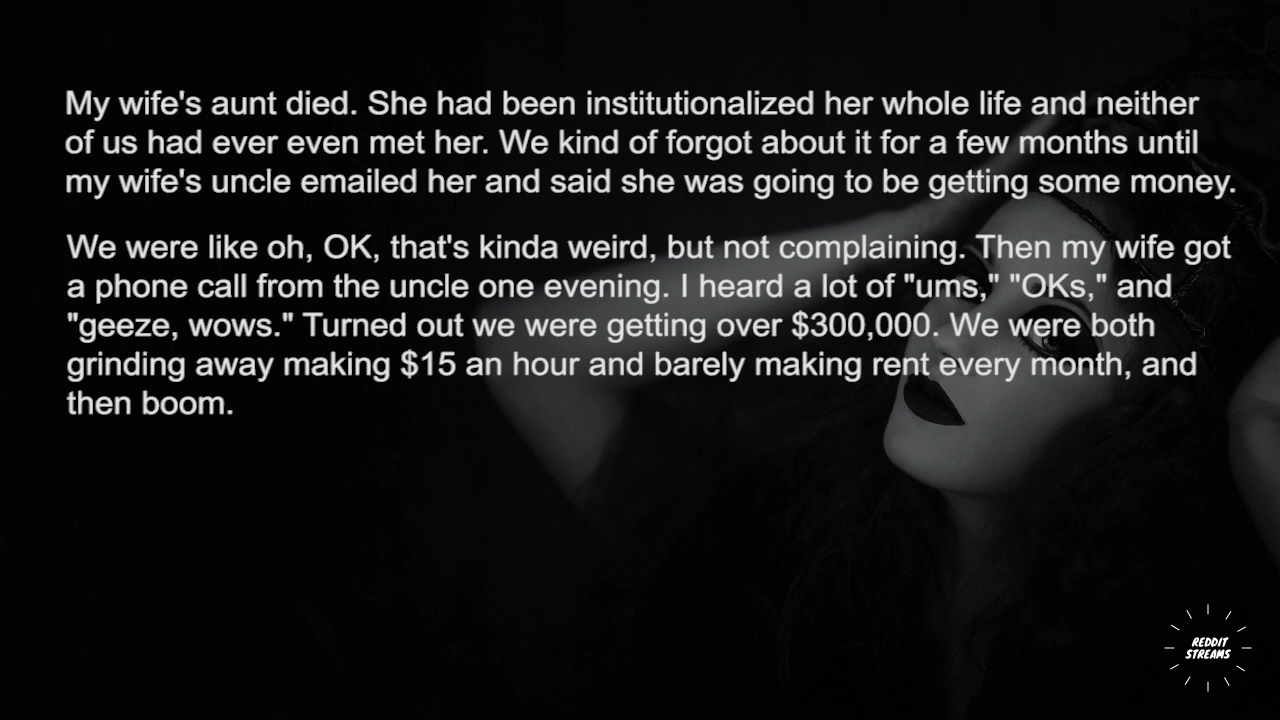 My wife's aunt died. She had been institutionalized her whole life and neither
of us had ever even met her. We kind of forgot about it for a few months until
my wife's uncle emailed her and said she was going to be getting some money.
We were like oh, OK, that's kinda weird, but not complaining. Then my wife got
a phone call from the uncle one evening. I heard a lot of "ums," "OKs," and
"geeze, wows." Turned out we were getting over $300,000. We were both
grinding away making $15 an hour and barely making rent every month, and
then boom.
REDDIT
STREAMS